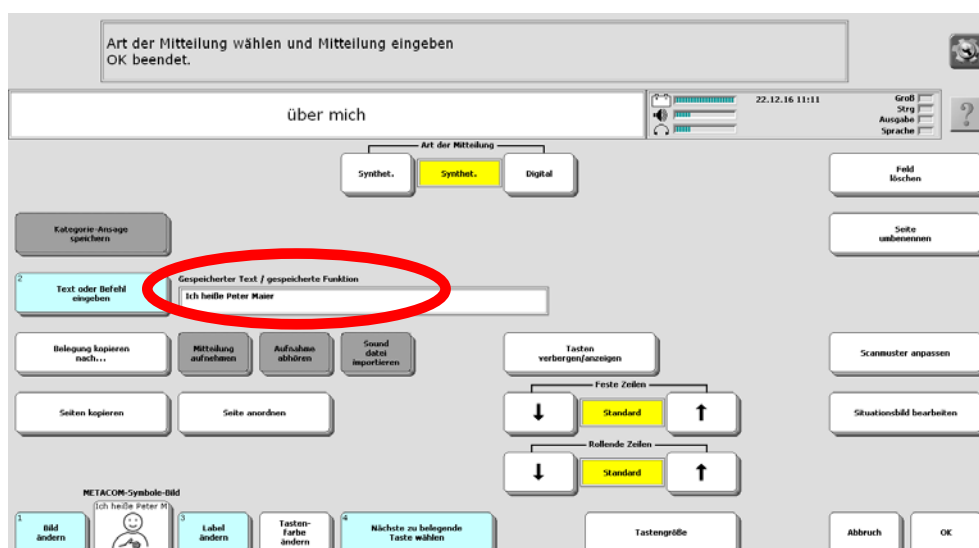 Art der Mitteilung wählen und Mitteilung eingeben
OK beendet.
über mich
22.12.16 11:11
Groß
Strg
Ausgabe
Sprache
?
Art der Mitteilung
Synthet.
Synthet.
Digital
Feld
löschen
Kategorie-Ansage
speichern
Seite
umbenennen
2
Text oder Befehl
eingeben
Gespeicherter Text / gespeicherte Funktion
Ich heiße Peter Maier
Belegung kopieren
nach...
Mitteilung
aufnehmen
Aufnahme
abhören
Sound
datei
importieren
Tasten
verbergen/anzeigen
Scanmuster anpassen
Feste Zeilen
Seiten kopieren
Seite anordnen
Standard
Situationsbild bearbeiten
Rollende Zeilen
Standard
METACOM-Symbole-Bild
Ich heiße Peter M
1
Bild
ändern
3
Label
ändern
Tasten-
farbe
ändern
4
Nächste zu belegende
Taste wählen
Tastengröße
Abbruch
OK